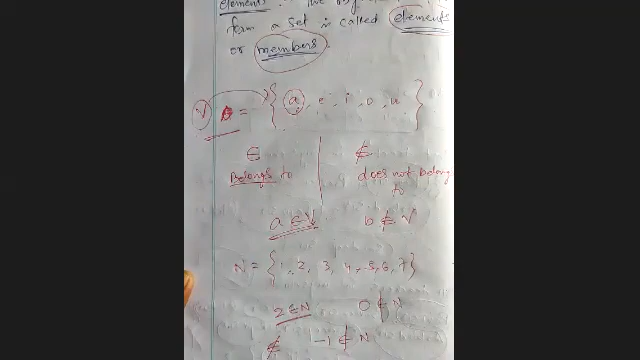 elements
form a set is called elements
or members
V = { a, e, i, o, u }
∈ ∉
Belongs to does not belong
to
a ∈ V b ∉ V
N = { 1, 2, 3, 4, 5, 6, 7 }
2 ∈ N 0 ∉ N
∉ -1 ∉ N